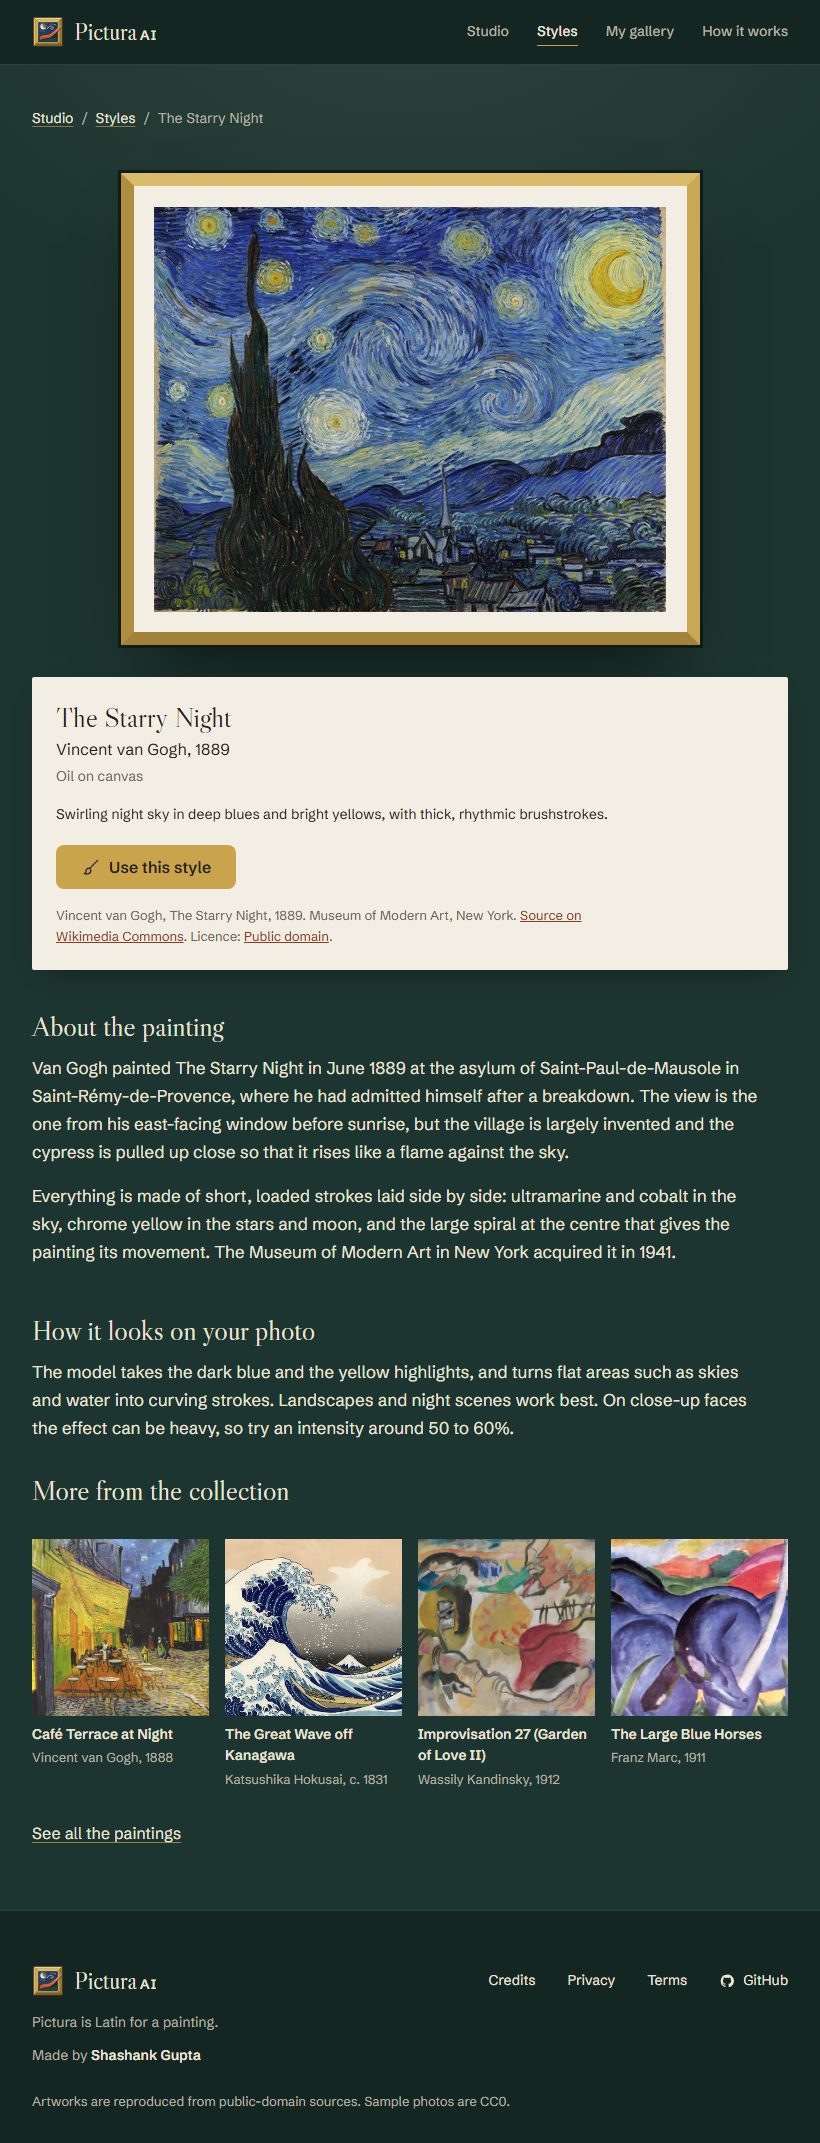 Pictura AI
Studio
Styles
My gallery
How it works
Studio / Styles / The Starry Night
The Starry Night
Vincent van Gogh, 1889
Oil on canvas
Swirling night sky in deep blues and bright yellows, with thick, rhythmic brushstrokes.
Use this style
Vincent van Gogh, The Starry Night, 1889. Museum of Modern Art, New York. Source on
Wikimedia Commons. Licence: Public domain.
About the painting
Van Gogh painted The Starry Night in June 1889 at the asylum of Saint-Paul-de-Mausole in
Saint-Rémy-de-Provence, where he had admitted himself after a breakdown. The view is the
one from his east-facing window before sunrise, but the village is largely invented and the
cypress is pulled up close so that it rises like a flame against the sky.
Everything is made of short, loaded strokes laid side by side: ultramarine and cobalt in the
sky, chrome yellow in the stars and moon, and the large spiral at the centre that gives the
painting its movement. The Museum of Modern Art in New York acquired it in 1941.
How it looks on your photo
The model takes the dark blue and the yellow highlights, and turns flat areas such as skies
and water into curving strokes. Landscapes and night scenes work best. On close-up faces
the effect can be heavy, so try an intensity around 50 to 60%.
More from the collection
Café Terrace at Night
Vincent van Gogh, 1888
The Great Wave off
Kanagawa
Katsushika Hokusai, c. 1831
Improvisation 27 (Garden
of Love II)
Wassily Kandinsky, 1912
The Large Blue Horses
Franz Marc, 1911
See all the paintings
Pictura AI
Credits
Privacy
Terms
GitHub
Pictura is Latin for a painting.
Made by Shashank Gupta
Artworks are reproduced from public-domain sources. Sample photos are CC0.